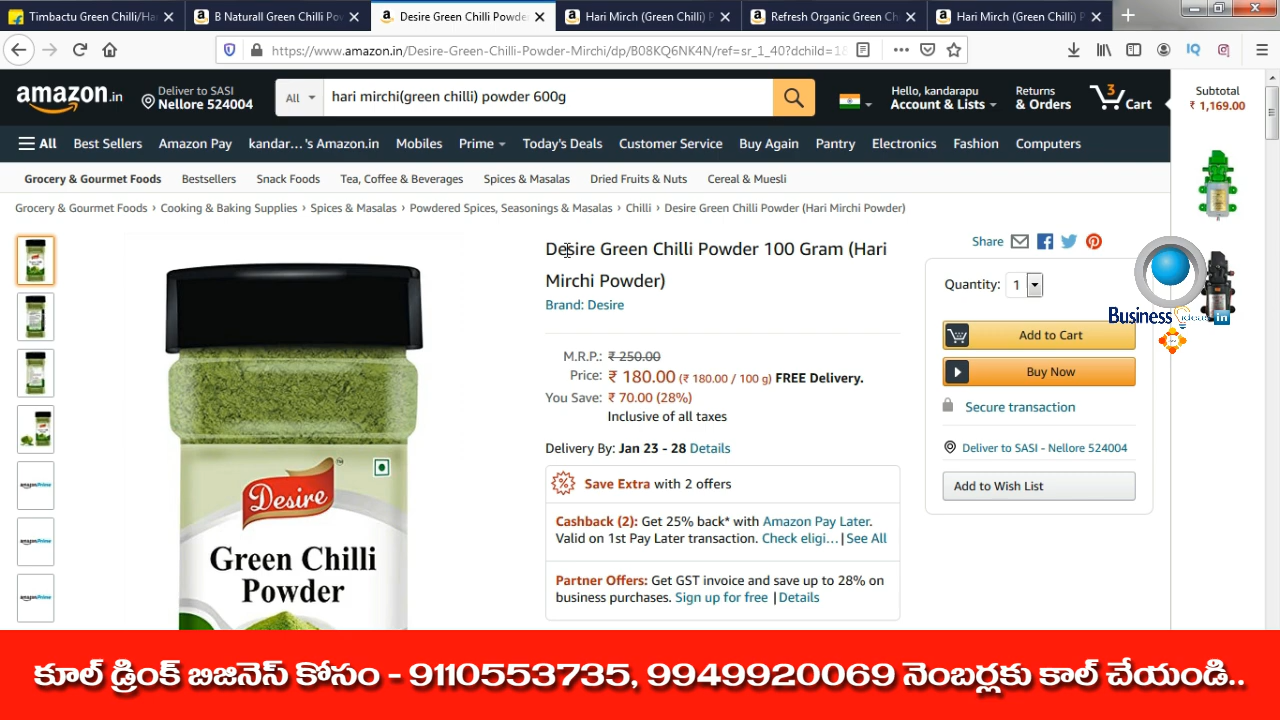 Timbactu Green Chilli/Ha
B Naturall Green Chilli Po
Desire Green Chilli Powde
Hari Mirch (Green Chilli) P
Refresh Organic Green Ch
Hari Mirch (Green Chilli) P
https://www.amazon.in/Desire-Green-Chilli-Powder-Mirchi/dp/B08KQ6NK4N/ref=sr_1_40?dchild=1
IQ
amazon.in
Deliver to SASI
Nellore 524004
All
hari mirchi(green chilli) powder 600g
Hello, kandarapu
Account & Lists
Returns
& Orders
3
Cart
Subtotal
₹ 1,169.00
All
Best Sellers
Amazon Pay
kandar… 's Amazon.in
Mobiles
Prime
Today's Deals
Customer Service
Buy Again
Pantry
Electronics
Fashion
Computers
Grocery & Gourmet Foods
Bestsellers
Snack Foods
Tea, Coffee & Beverages
Spices & Masalas
Dried Fruits & Nuts
Cereal & Muesli
Grocery & Gourmet Foods › Cooking & Baking Supplies › Spices & Masalas › Powdered Spices, Seasonings & Masalas › Chilli › Desire Green Chilli Powder (Hari Mirchi Powder)
Desire Green Chilli Powder 100 Gram (Hari
Mirchi Powder)
Brand: Desire
M.R.P.: ₹ 250.00
Price: ₹ 180.00 (₹ 180.00 / 100 g) FREE Delivery.
You Save: ₹ 70.00 (28%)
Inclusive of all taxes
Delivery By: Jan 23 - 28 Details
Save Extra with 2 offers
Cashback (2): Get 25% back* with Amazon Pay Later.
Valid on 1st Pay Later transaction. Check eligi… | See All
Partner Offers: Get GST invoice and save up to 28% on
business purchases. Sign up for free | Details
Share
Quantity: 1
Add to Cart
Buy Now
Secure transaction
Deliver to SASI - Nellore 524004
Add to Wish List
Business ideas in
Desire™
Green Chilli
Powder
amazonPrime
amazonPrime
amazonPrime
కూల్ డ్రింక్ బిజినెస్ కోసం - 9110553735, 9949920069 నెంబర్లకు కాల్ చేయండి..